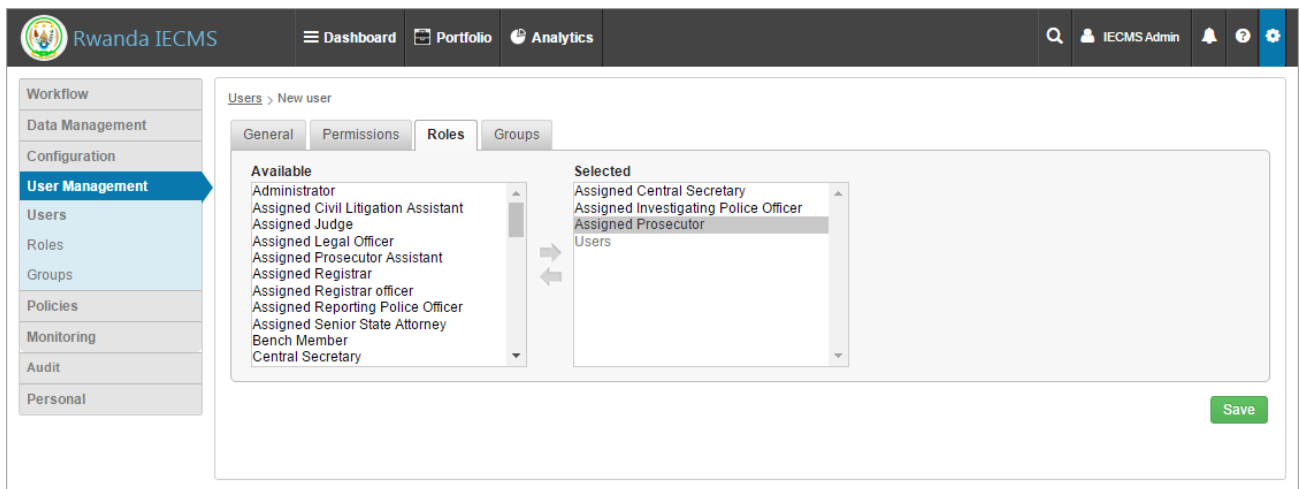 Rwanda IECMS
Dashboard
Portfolio
Analytics
IECMS Admin
Workflow
Data Management
Configuration
User Management
Users
Roles
Groups
Policies
Monitoring
Audit
Personal
Users > New user
General
Permissions
Roles
Groups
Available
Administrator
Assigned Civil Litigation Assistant
Assigned Judge
Assigned Legal Officer
Assigned Prosecutor Assistant
Assigned Registrar
Assigned Registrar officer
Assigned Reporting Police Officer
Assigned Senior State Attorney
Bench Member
Central Secretary
Selected
Assigned Central Secretary
Assigned Investigating Police Officer
Assigned Prosecutor
Users
Save